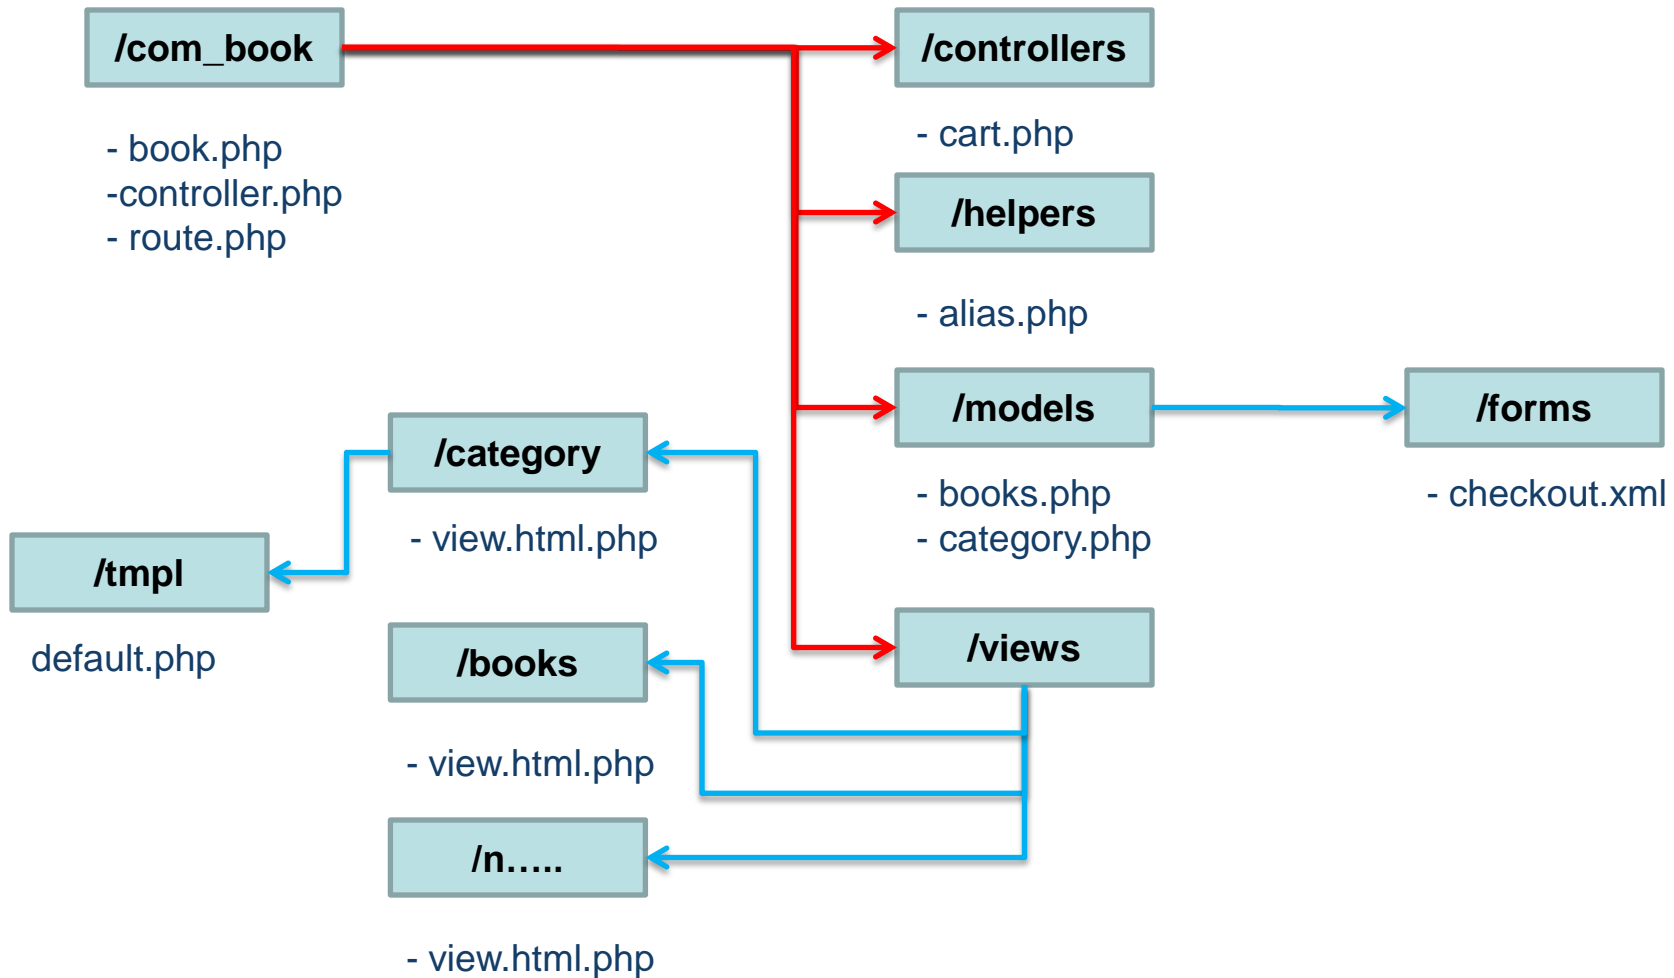 /com_book
- book.php
-controller.php
- route.php
/controllers
- cart.php
/helpers
- alias.php
/models
- books.php
- category.php
/forms
- checkout.xml
/views
/category
- view.html.php
/tmpl
default.php
/books
- view.html.php
/n.....
- view.html.php